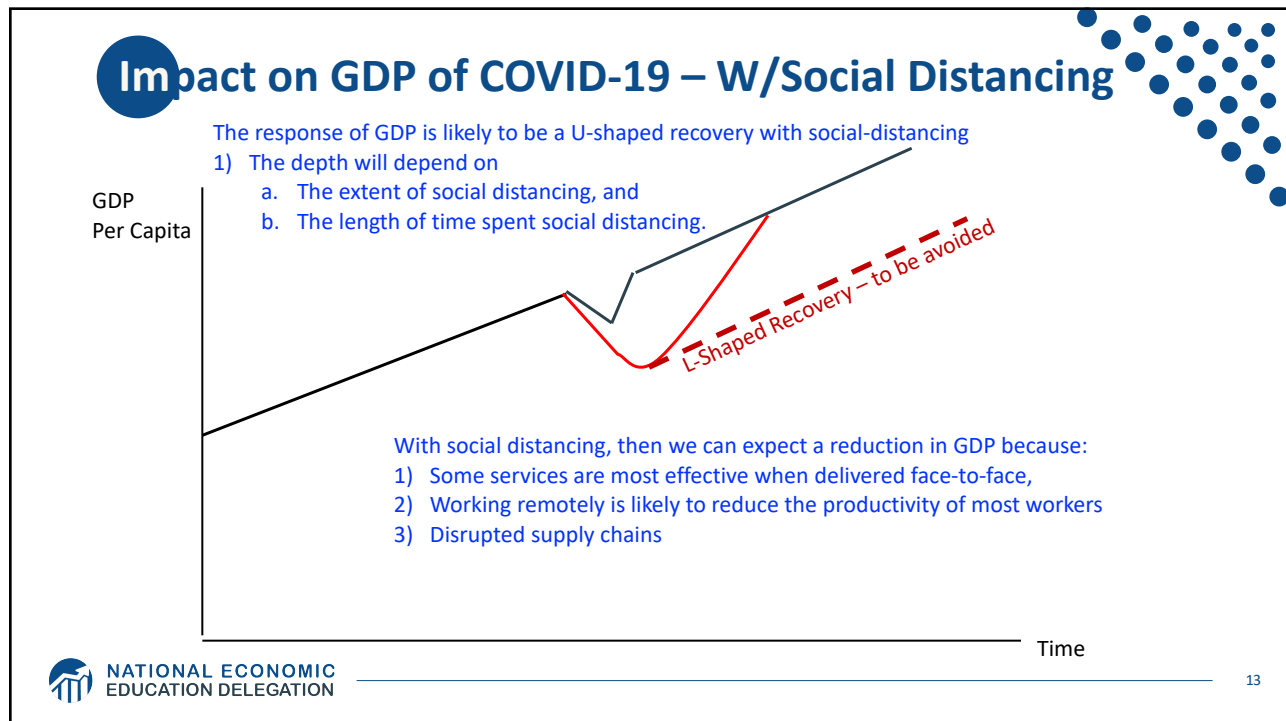 Impact on GDP of COVID-19 – W/Social Distancing
The response of GDP is likely to be a U-shaped recovery with social-distancing
1) The depth will depend on
a. The extent of social distancing, and
b. The length of time spent social distancing.
GDP
Per Capita
L-Shaped Recovery – to be avoided
With social distancing, then we can expect a reduction in GDP because:
1) Some services are most effective when delivered face-to-face,
2) Working remotely is likely to reduce the productivity of most workers
3) Disrupted supply chains
Time
NATIONAL ECONOMIC
EDUCATION DELEGATION
13